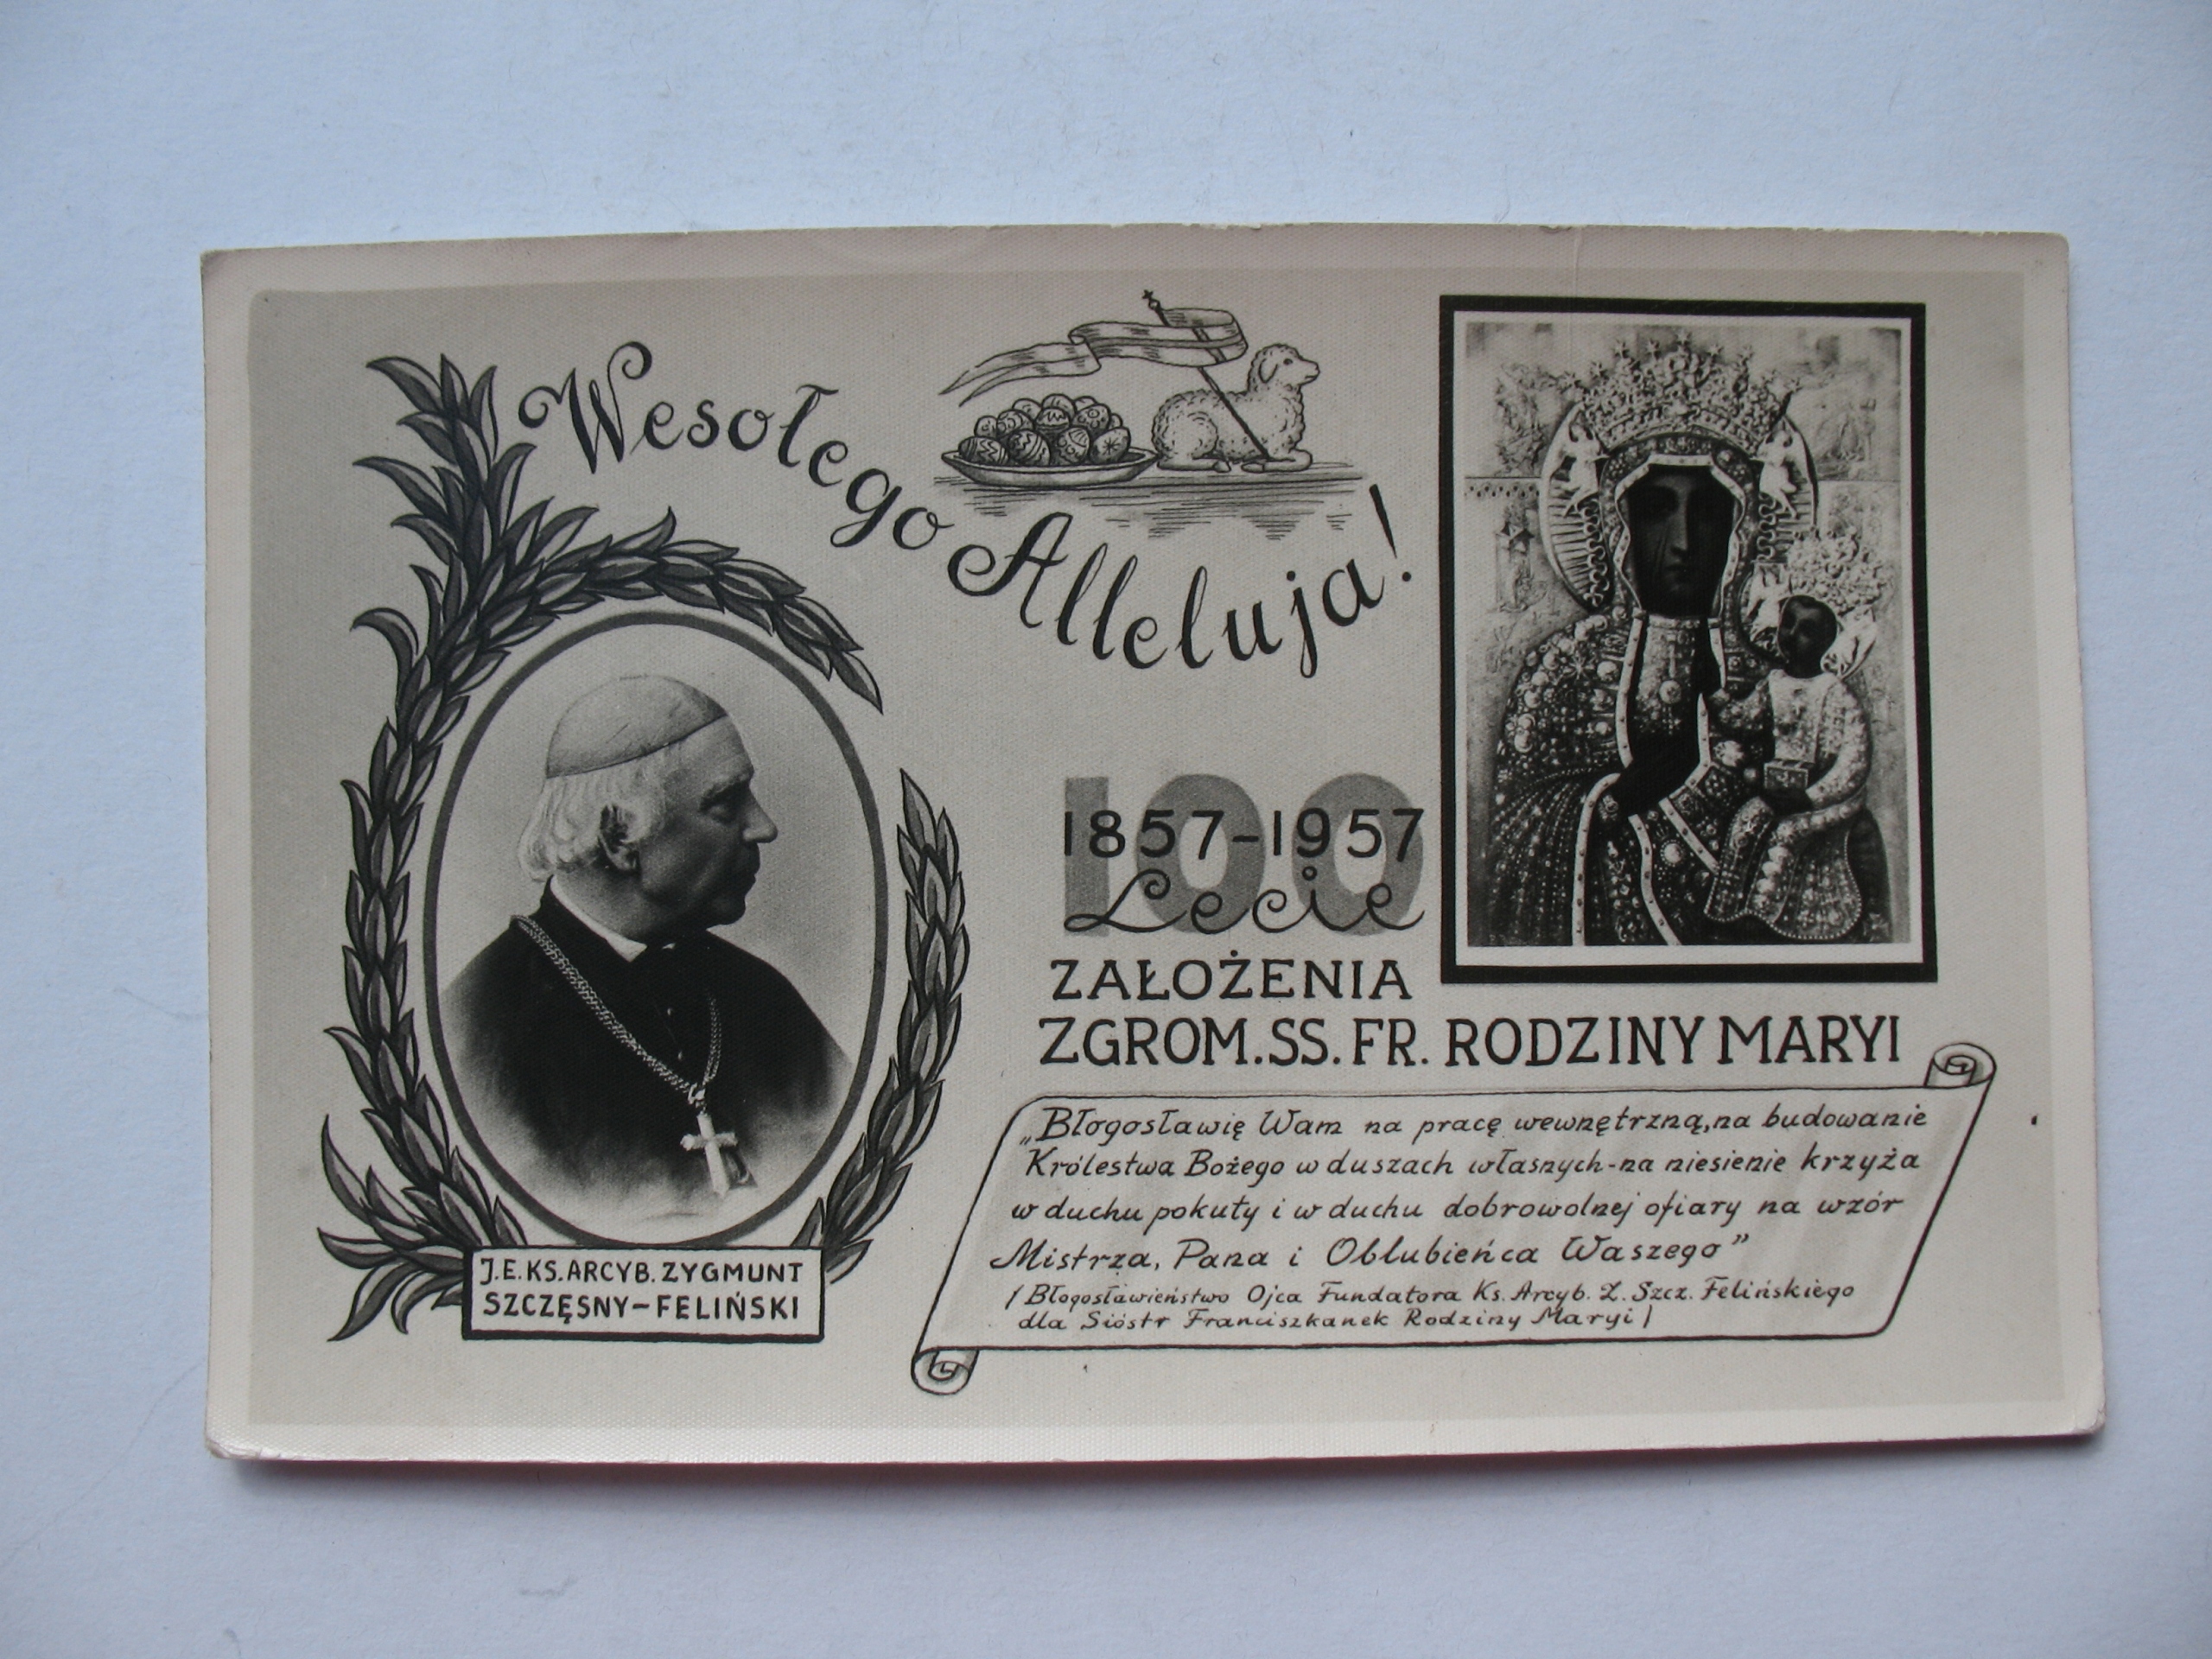 Wesołego Alleluja!
100
1857-1957
Lecie
ZAŁOŻENIA
ZGROM. SS. FR. RODZINY MARYI
„Błogosławię Wam na pracę wewnętrzną, na budowanie
Królestwa Bożego w duszach własnych - na niesienie krzyża
w duchu pokuty i w duchu dobrowolnej ofiary na wzór
Mistrza, Pana i Oblubieńca Waszego”
/ Błogosławieństwo Ojca Fundatora Ks. Arcyb. Z. Szcz. Felińskiego
dla Sióstr Franciszkanek Rodziny Maryi /
J.E. KS. ARCYB. ZYGMUNT
SZCZĘSNY-FELIŃSKI